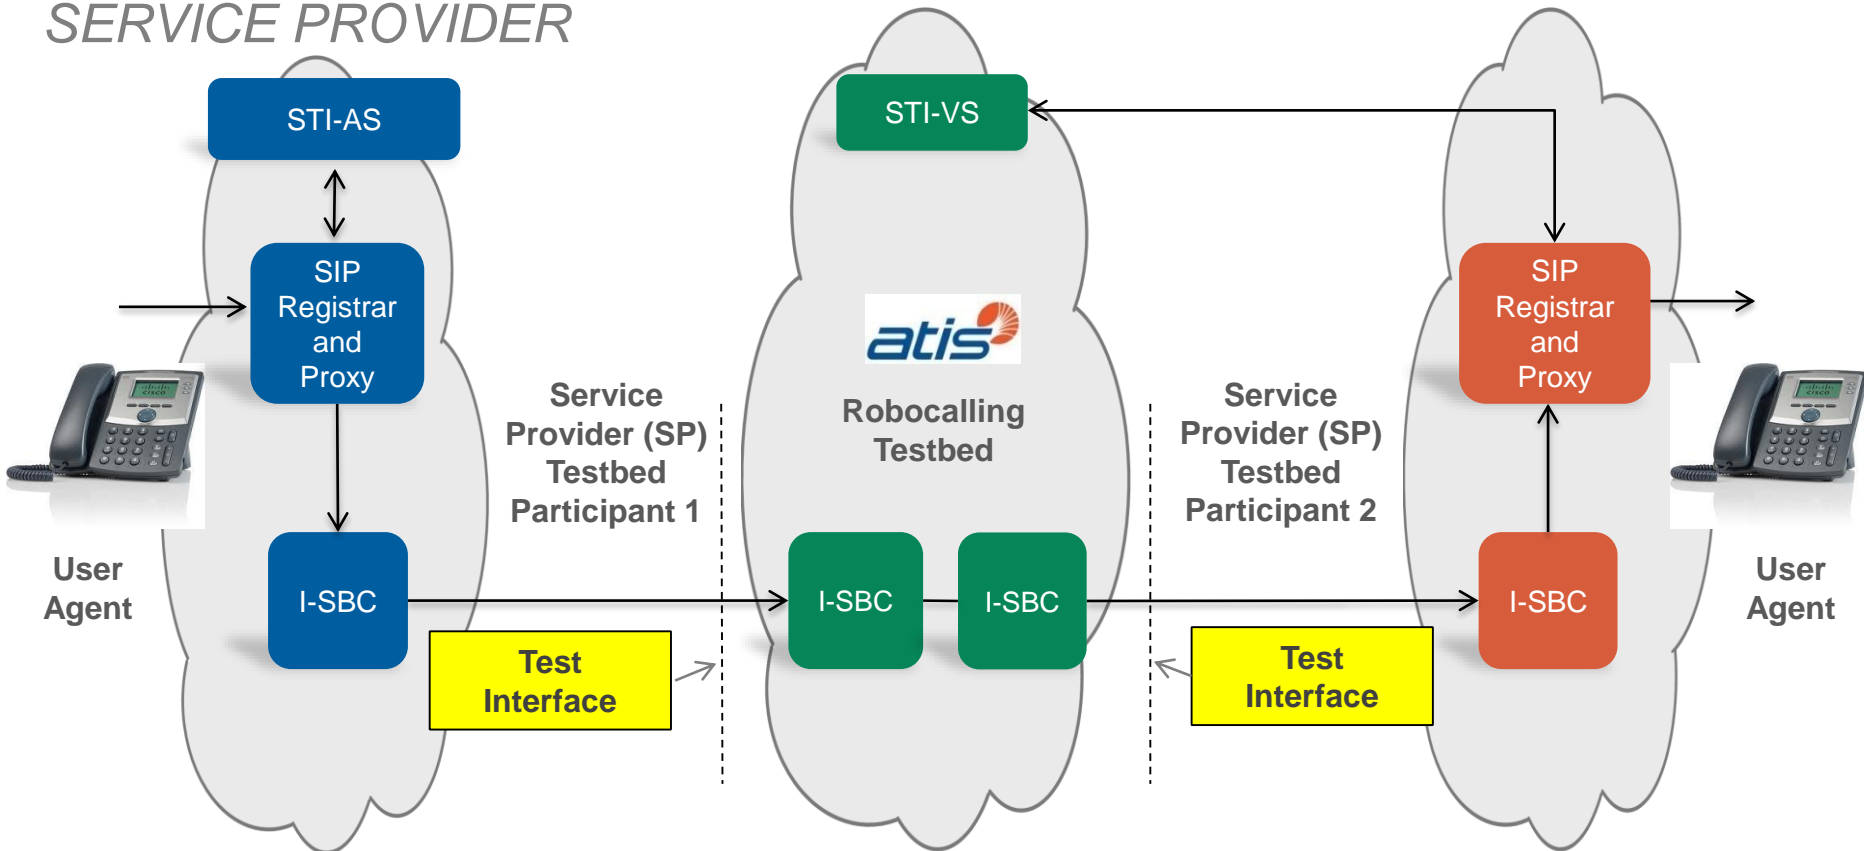 SERVICE PROVIDER
STI-AS
STI-VS
SIP
Registrar
and
Proxy
SIP
Registrar
and
Proxy
atis
Robocalling
Testbed
Service
Provider (SP)
Testbed
Participant 1
Service
Provider (SP)
Testbed
Participant 2
User
Agent
User
Agent
I-SBC
I-SBC
I-SBC
I-SBC
Test
Interface
Test
Interface
CISCO
CISCO